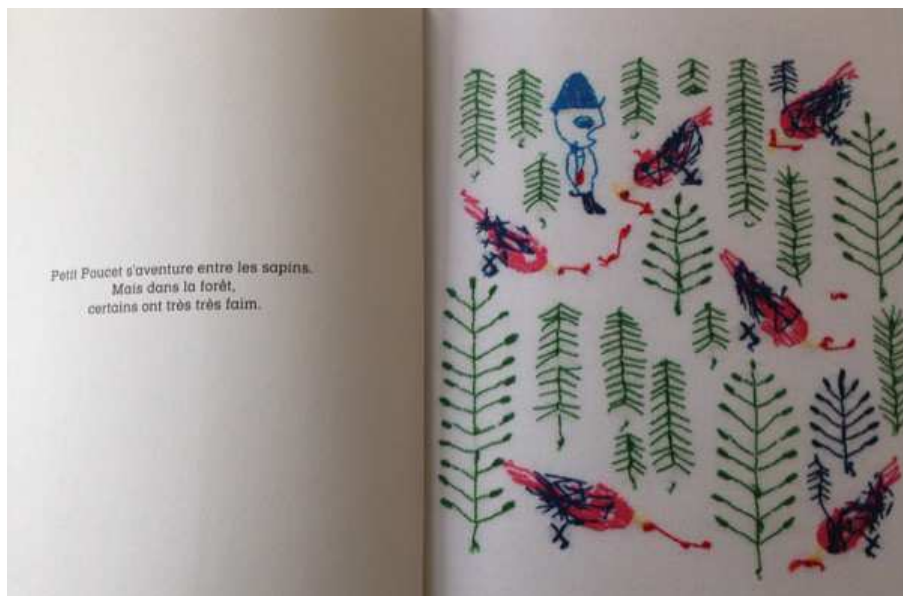 Petit Poucet s'aventure entre les sapins.
Mais dans la forêt,
certains ont très très faim.